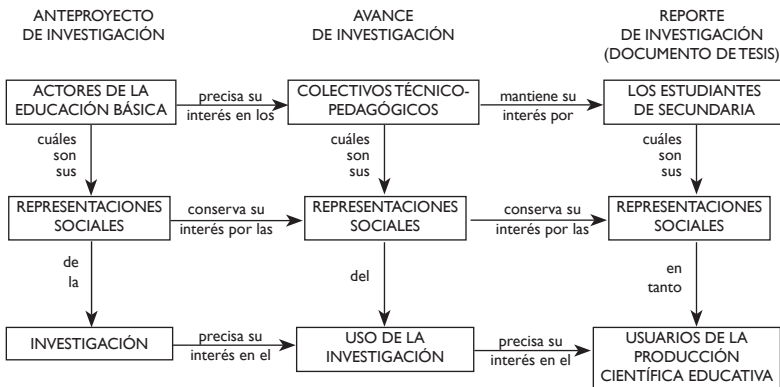 ANTEPROYECTO
DE INVESTIGACIÓN
AVANCE
DE INVESTIGACIÓN
REPORTE
DE INVESTIGACIÓN
(DOCUMENTO DE TESIS)
ACTORES DE LA
EDUCACIÓN BÁSICA
precisa su
interés en los
COLECTIVOS TÉCNICO-
PEDAGÓGICOS
mantiene su
interés por
LOS ESTUDIANTES
DE SECUNDARIA
cuáles
son
sus
cuáles
son
sus
cuáles
son
sus
REPRESENTACIONES
SOCIALES
conserva su
interés por las
REPRESENTACIONES
SOCIALES
conserva su
interés por las
REPRESENTACIONES
SOCIALES
de
la
del
en
tanto
INVESTIGACIÓN
precisa su
interés en el
USO DE LA
INVESTIGACIÓN
precisa su
interés en el
USUARIOS DE LA
PRODUCCIÓN
CIENTÍFICA EDUCATIVA